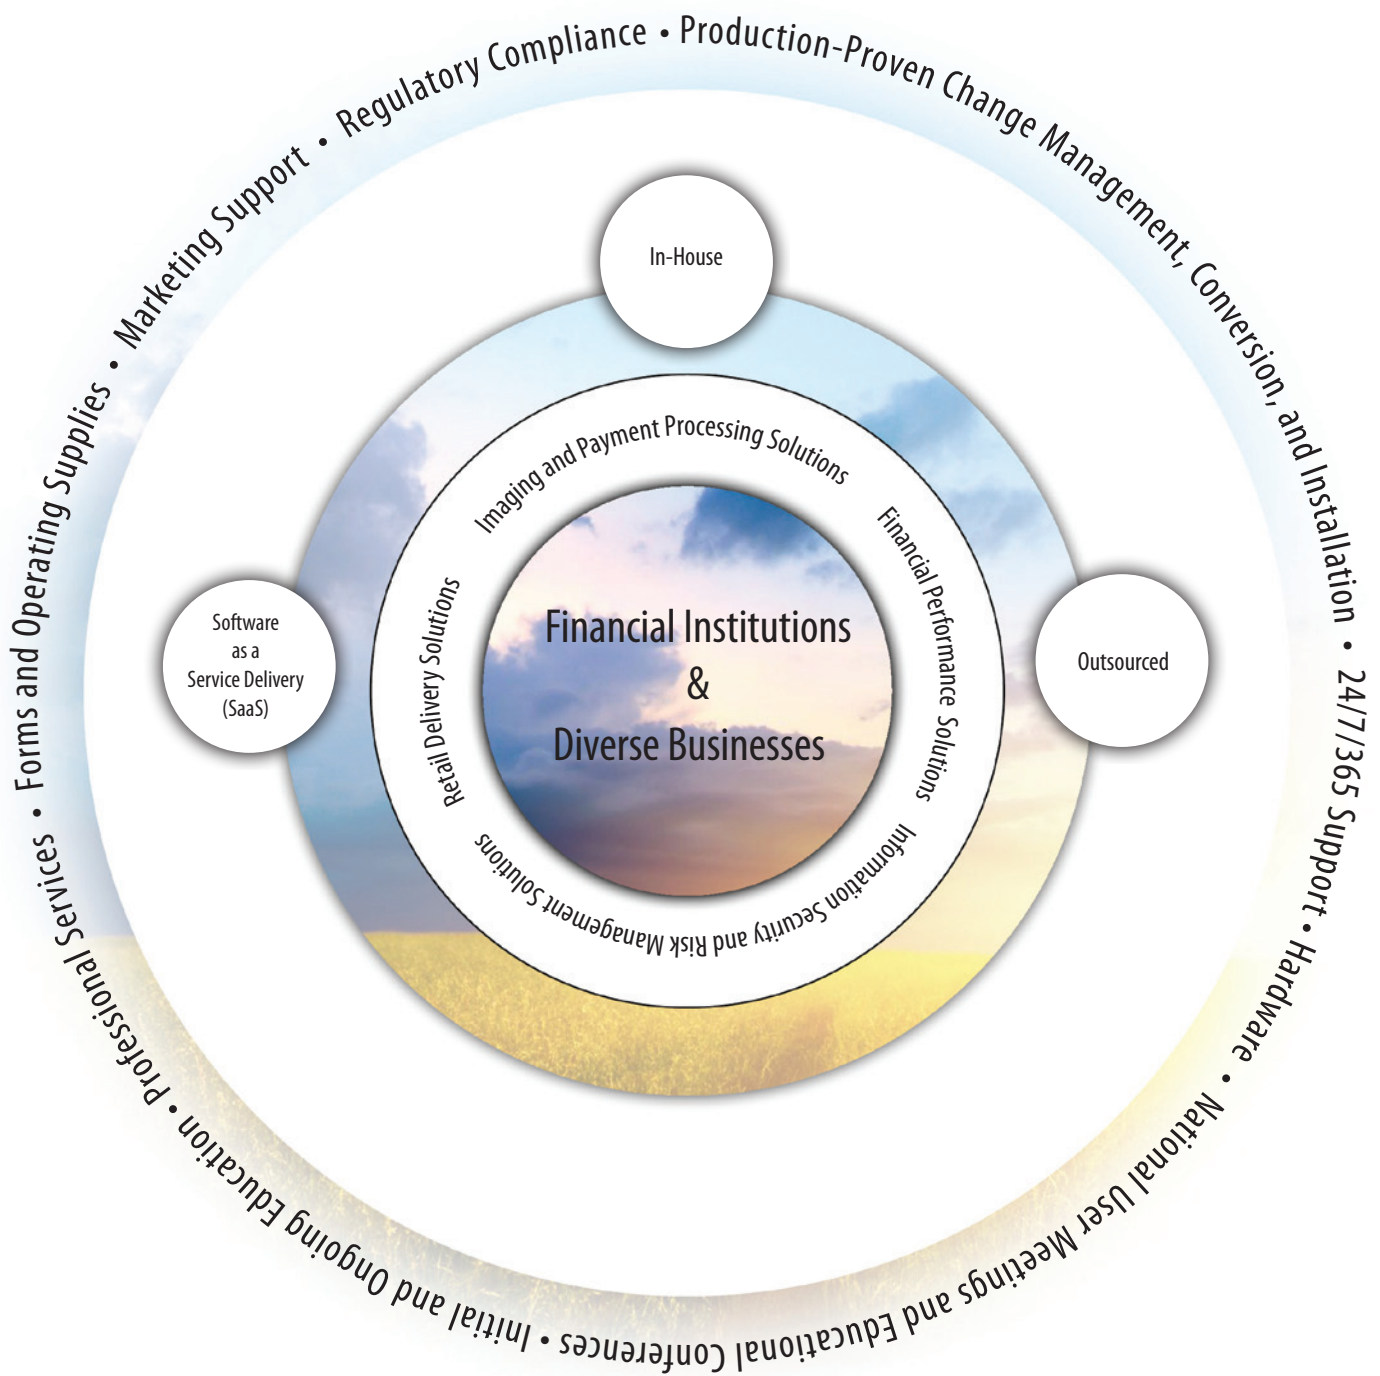 Regulatory Compliance • Production-Proven Change Management, Conversion, and Installation • 24/7/365 Support • Hardware • National User Meetings and Educational Conferences • Initial and Ongoing Education • Professional Services • Forms and Operating Supplies • Marketing Support •
In-House
Outsourced
Software
as a
Service Delivery
(SaaS)
Imaging and Payment Processing Solutions
Financial Performance Solutions
Information Security and Risk Management Solutions
Retail Delivery Solutions
Financial Institutions
&
Diverse Businesses